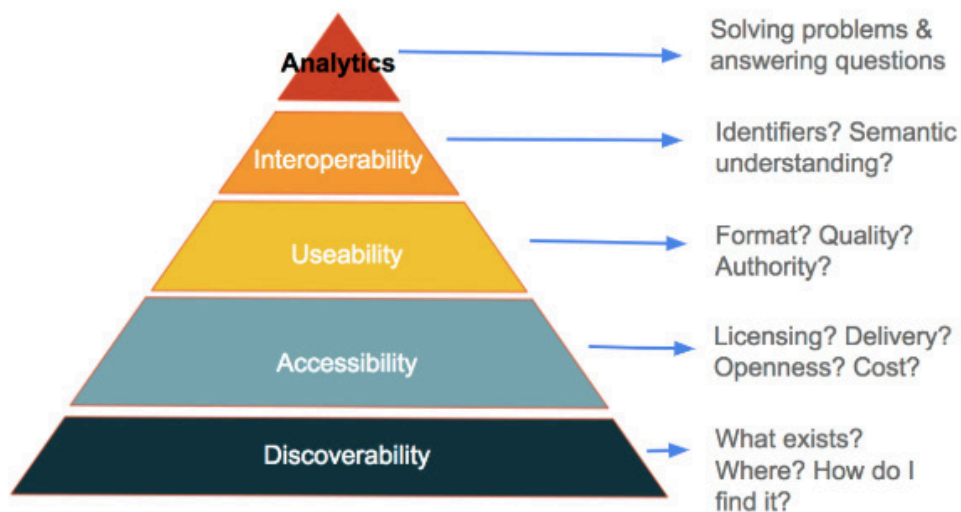 Analytics
Solving problems &
answering questions
Interoperability
Identifiers? Semantic
understanding?
Useability
Format? Quality?
Authority?
Accessibility
Licensing? Delivery?
Openness? Cost?
Discoverability
What exists?
Where? How do I
find it?